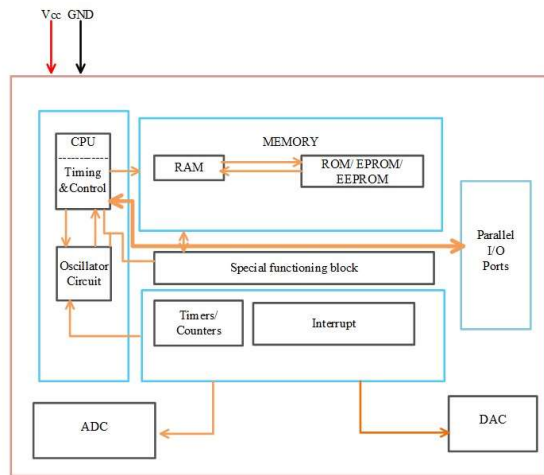 Vcc GND
CPU
Timing
&Control
Oscillator
Circuit
MEMORY
RAM
ROM/ EPROM/
EEPROM
Special functioning block
Timers/
Counters
Interrupt
Parallel
I/O
Ports
ADC
DAC